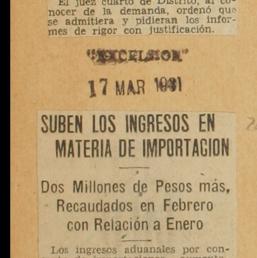 El juez cuarto de Distrito, al co-
nocer de la demanda, ordenó que
se admitiera y pidieran los infor-
mes de rigor con justificación.
"EXCELSIOR"
17 MAR 1931
SUBEN LOS INGRESOS EN
MATERIA DE IMPORTACION
Dos Millones de Pesos más,
Recaudados en Febrero
con Relación a Enero
Los ingresos aduanales por con-